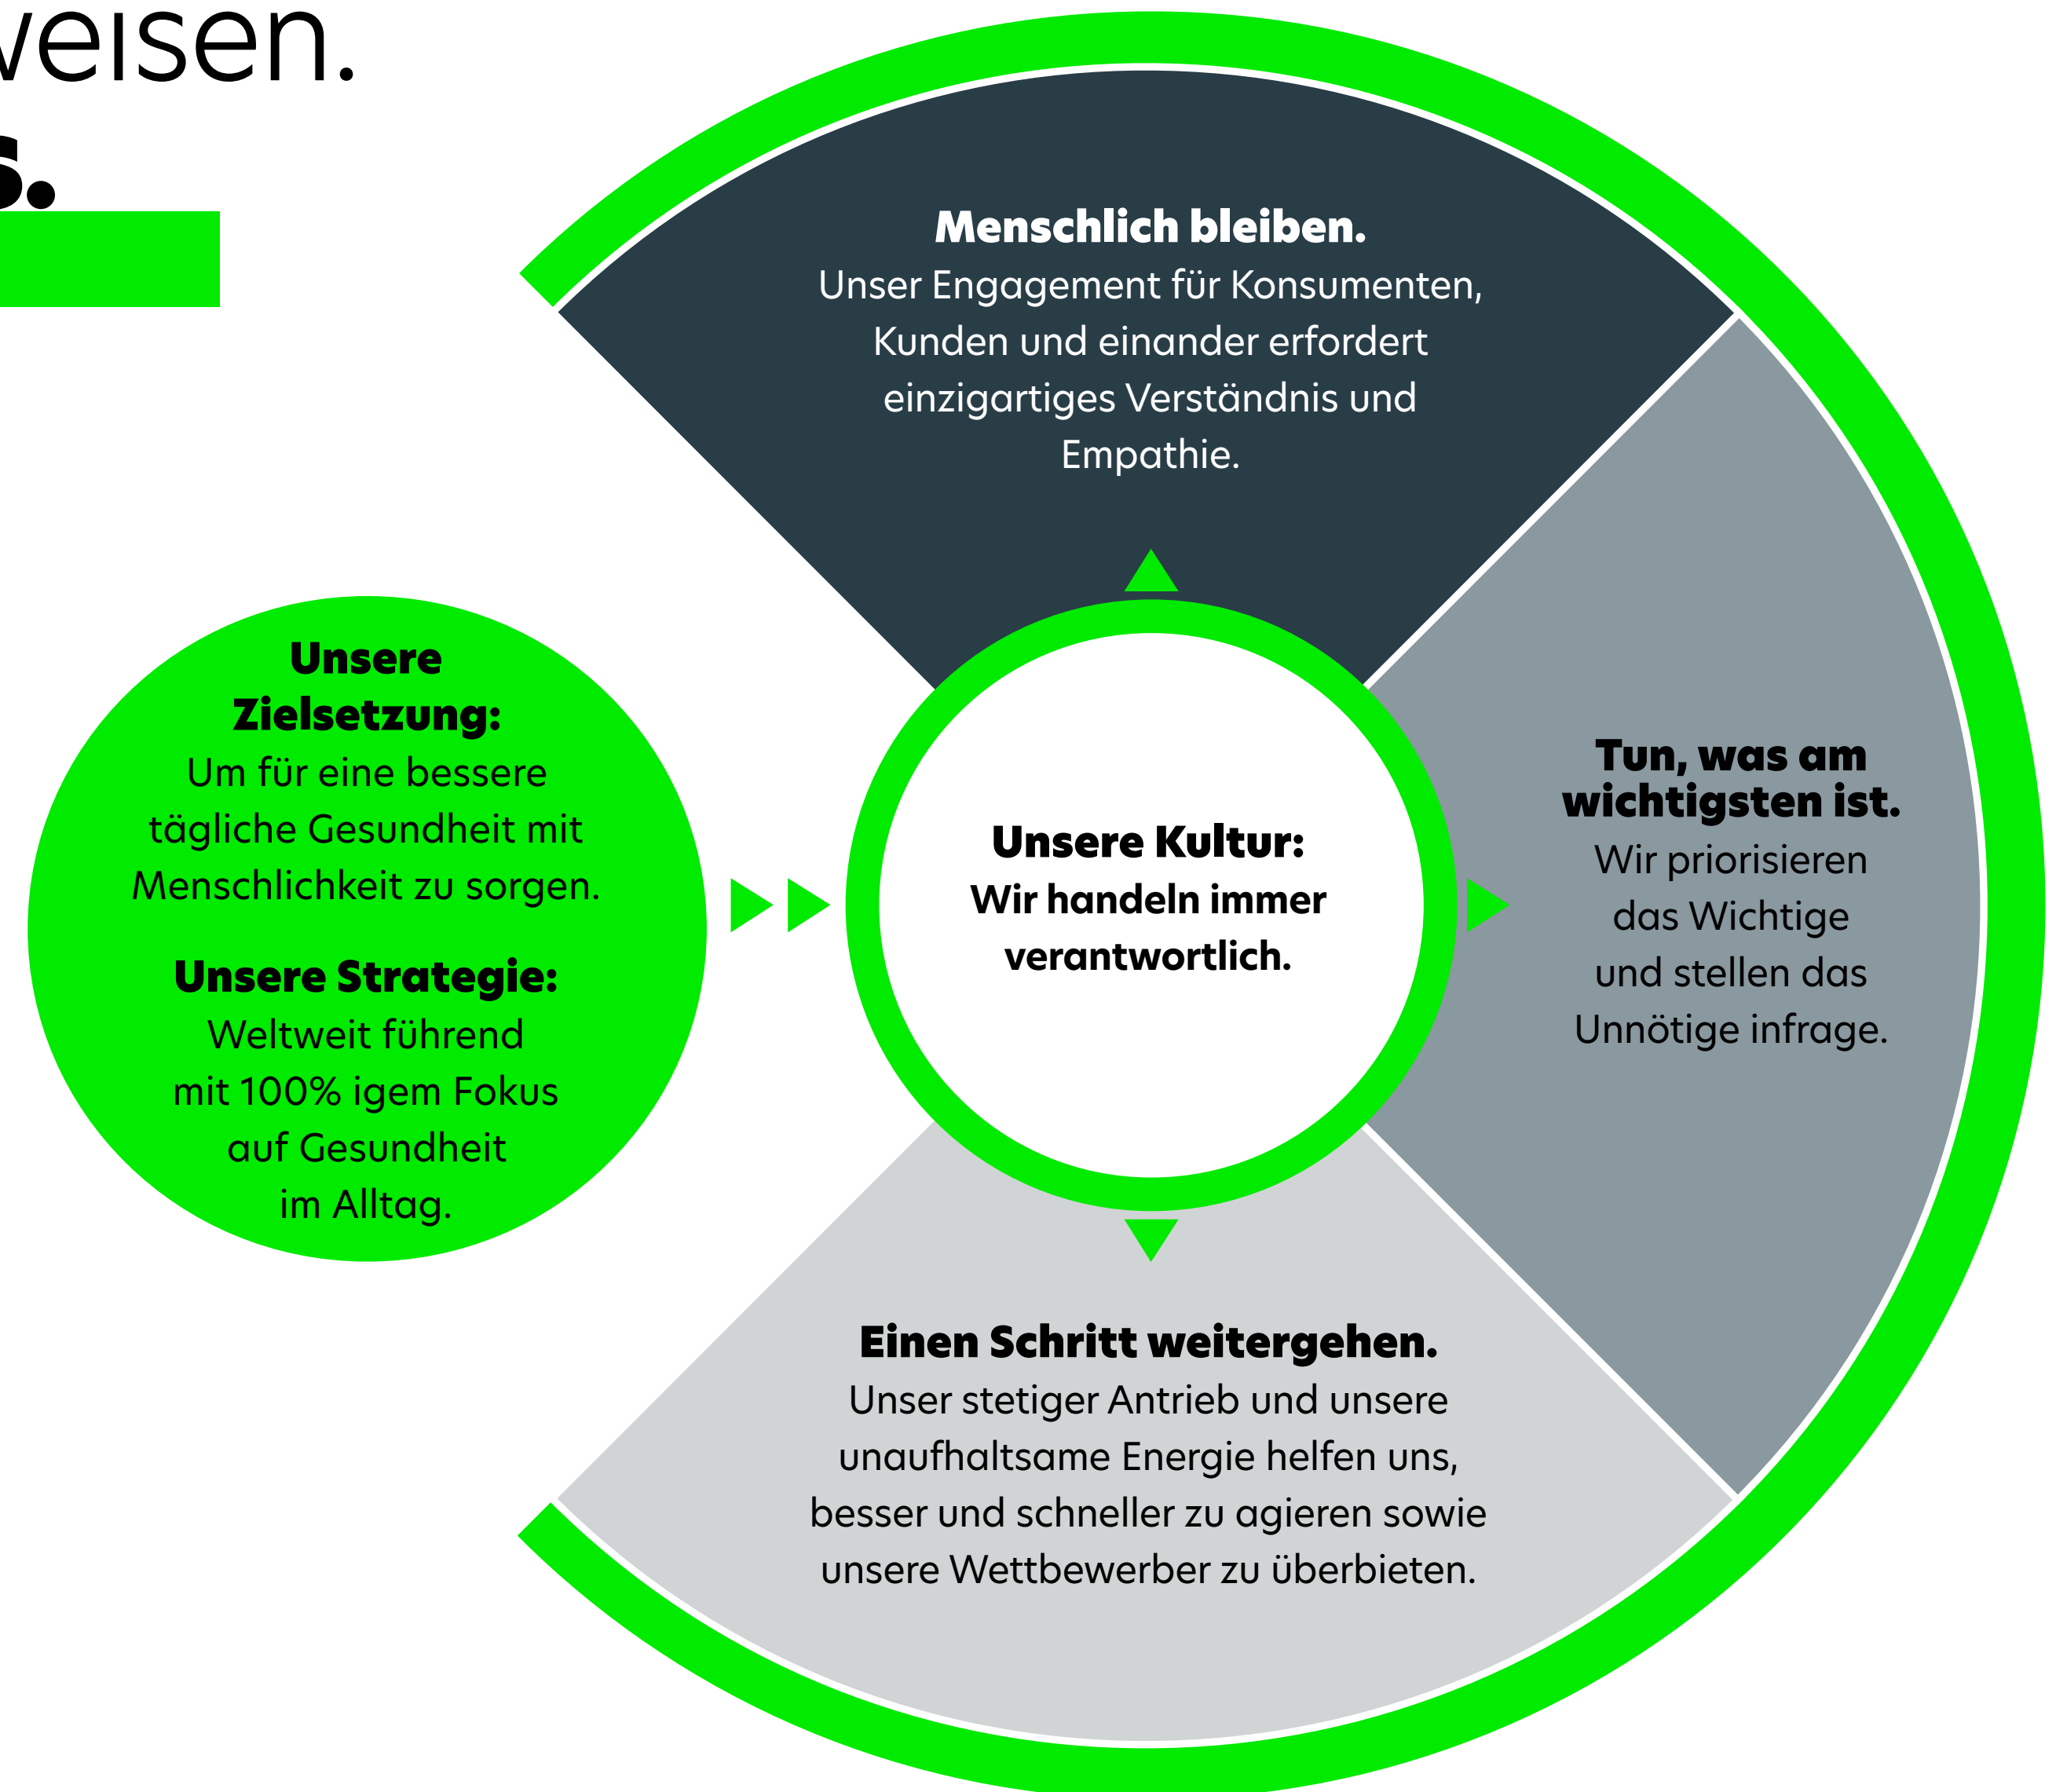 weisen.
s.
Menschlich bleiben.
Unser Engagement für Konsumenten,
Kunden und einander erfordert
einzigartiges Verständnis und
Empathie.
Unsere
Zielsetzung:
Um für eine bessere
tägliche Gesundheit mit
Menschlichkeit zu sorgen.
Unsere Strategie:
Weltweit führend
mit 100% igem Fokus
auf Gesundheit
im Alltag.
Unsere Kultur:
Wir handeln immer
verantwortlich.
Tun, was am
wichtigsten ist.
Wir priorisieren
das Wichtige
und stellen das
Unnötige infrage.
Einen Schritt weitergehen.
Unser stetiger Antrieb und unsere
unaufhaltsame Energie helfen uns,
besser und schneller zu agieren sowie
unsere Wettbewerber zu überbieten.